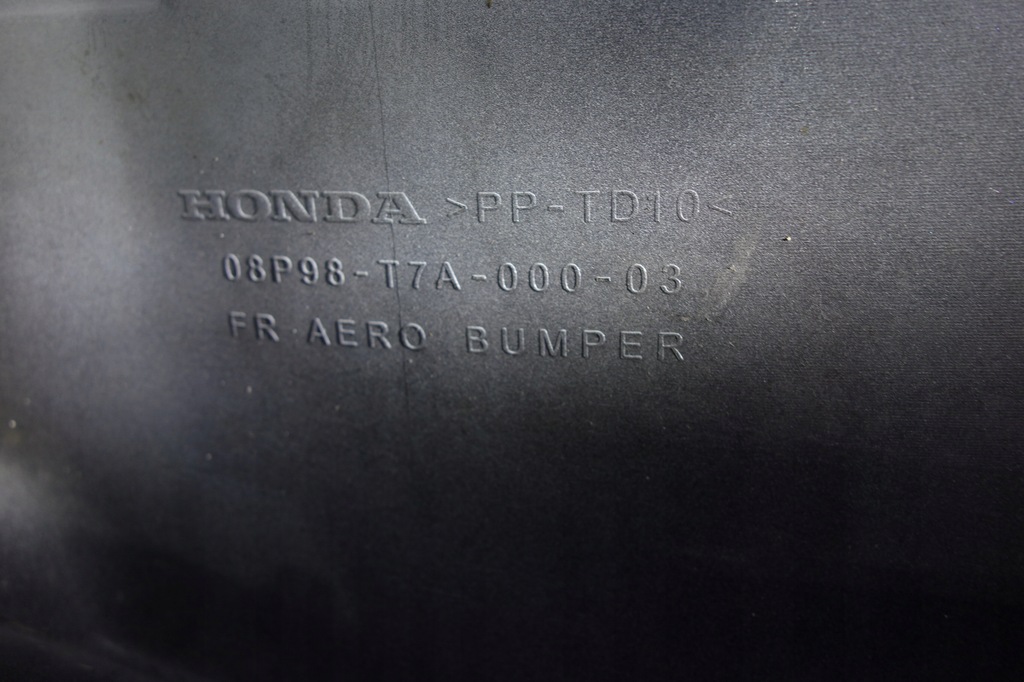 HONDA >PP-TD10<
08P98-T7A-000-03
FR AERO BUMPER